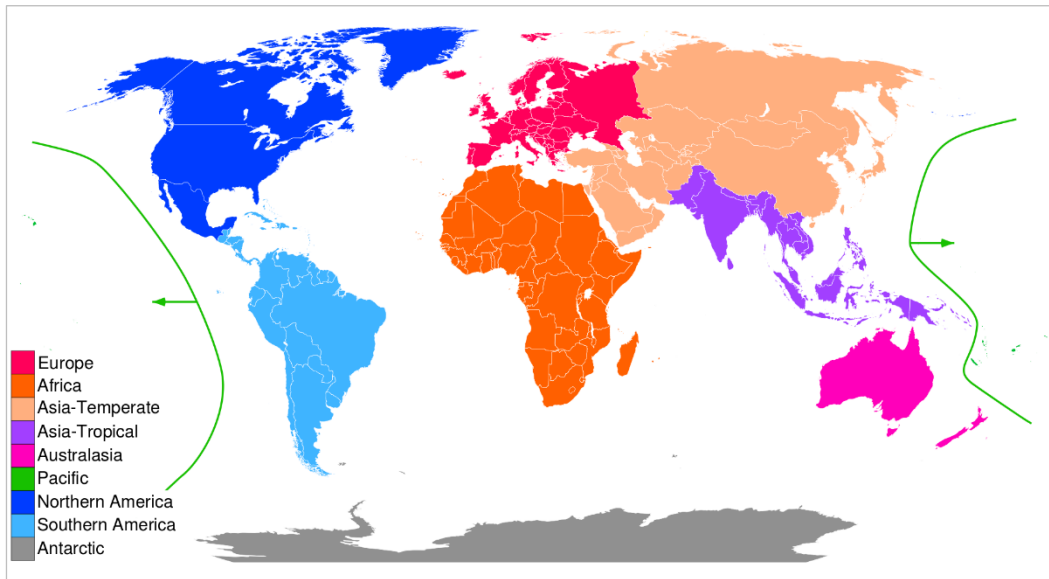 Europe
Africa
Asia-Temperate
Asia-Tropical
Australasia
Pacific
Northern America
Southern America
Antarctic